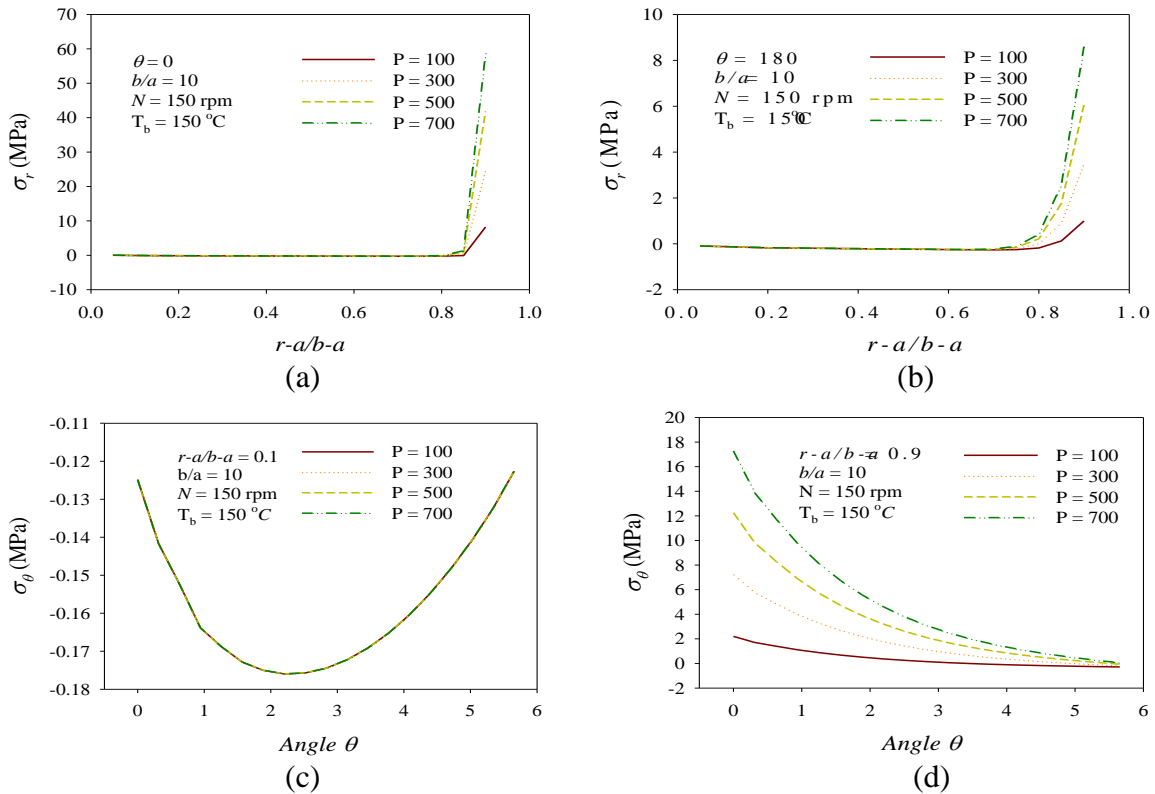 70
60
50
40
30
20
10
0
-10
σr (MPa)
θ = 0
b/a = 10
N = 150 rpm
Tb = 150 oC
P = 100
P = 300
P = 500
P = 700
0.0 0.2 0.4 0.6 0.8 1.0
r-a/b-a
(a)
10
8
6
4
2
0
-2
σr (MPa)
θ = 180
b/a = 10
N = 150 rpm
P = 100
P = 300
P = 500
P = 700
0.0 0.2 0.4 0.6 0.8 1.0
r-a/b-a
(b)
-0.11
-0.12
-0.13
-0.14
-0.15
-0.16
-0.17
-0.18
σθ (MPa)
r-a/b-a = 0.1
b/a = 10
N = 150 rpm
Tb = 150 oC
P = 100
P = 300
P = 500
P = 700
0 1 2 3 4 5 6
Angle θ
(c)
20
18
16
14
12
10
8
6
4
2
0
-2
σθ (MPa)
r-a/b-a = 0.9
b/a = 10
N = 150 rpm
Tb = 150 oC
P = 100
P = 300
P = 500
P = 700
0 1 2 3 4 5 6
Angle θ
(d)